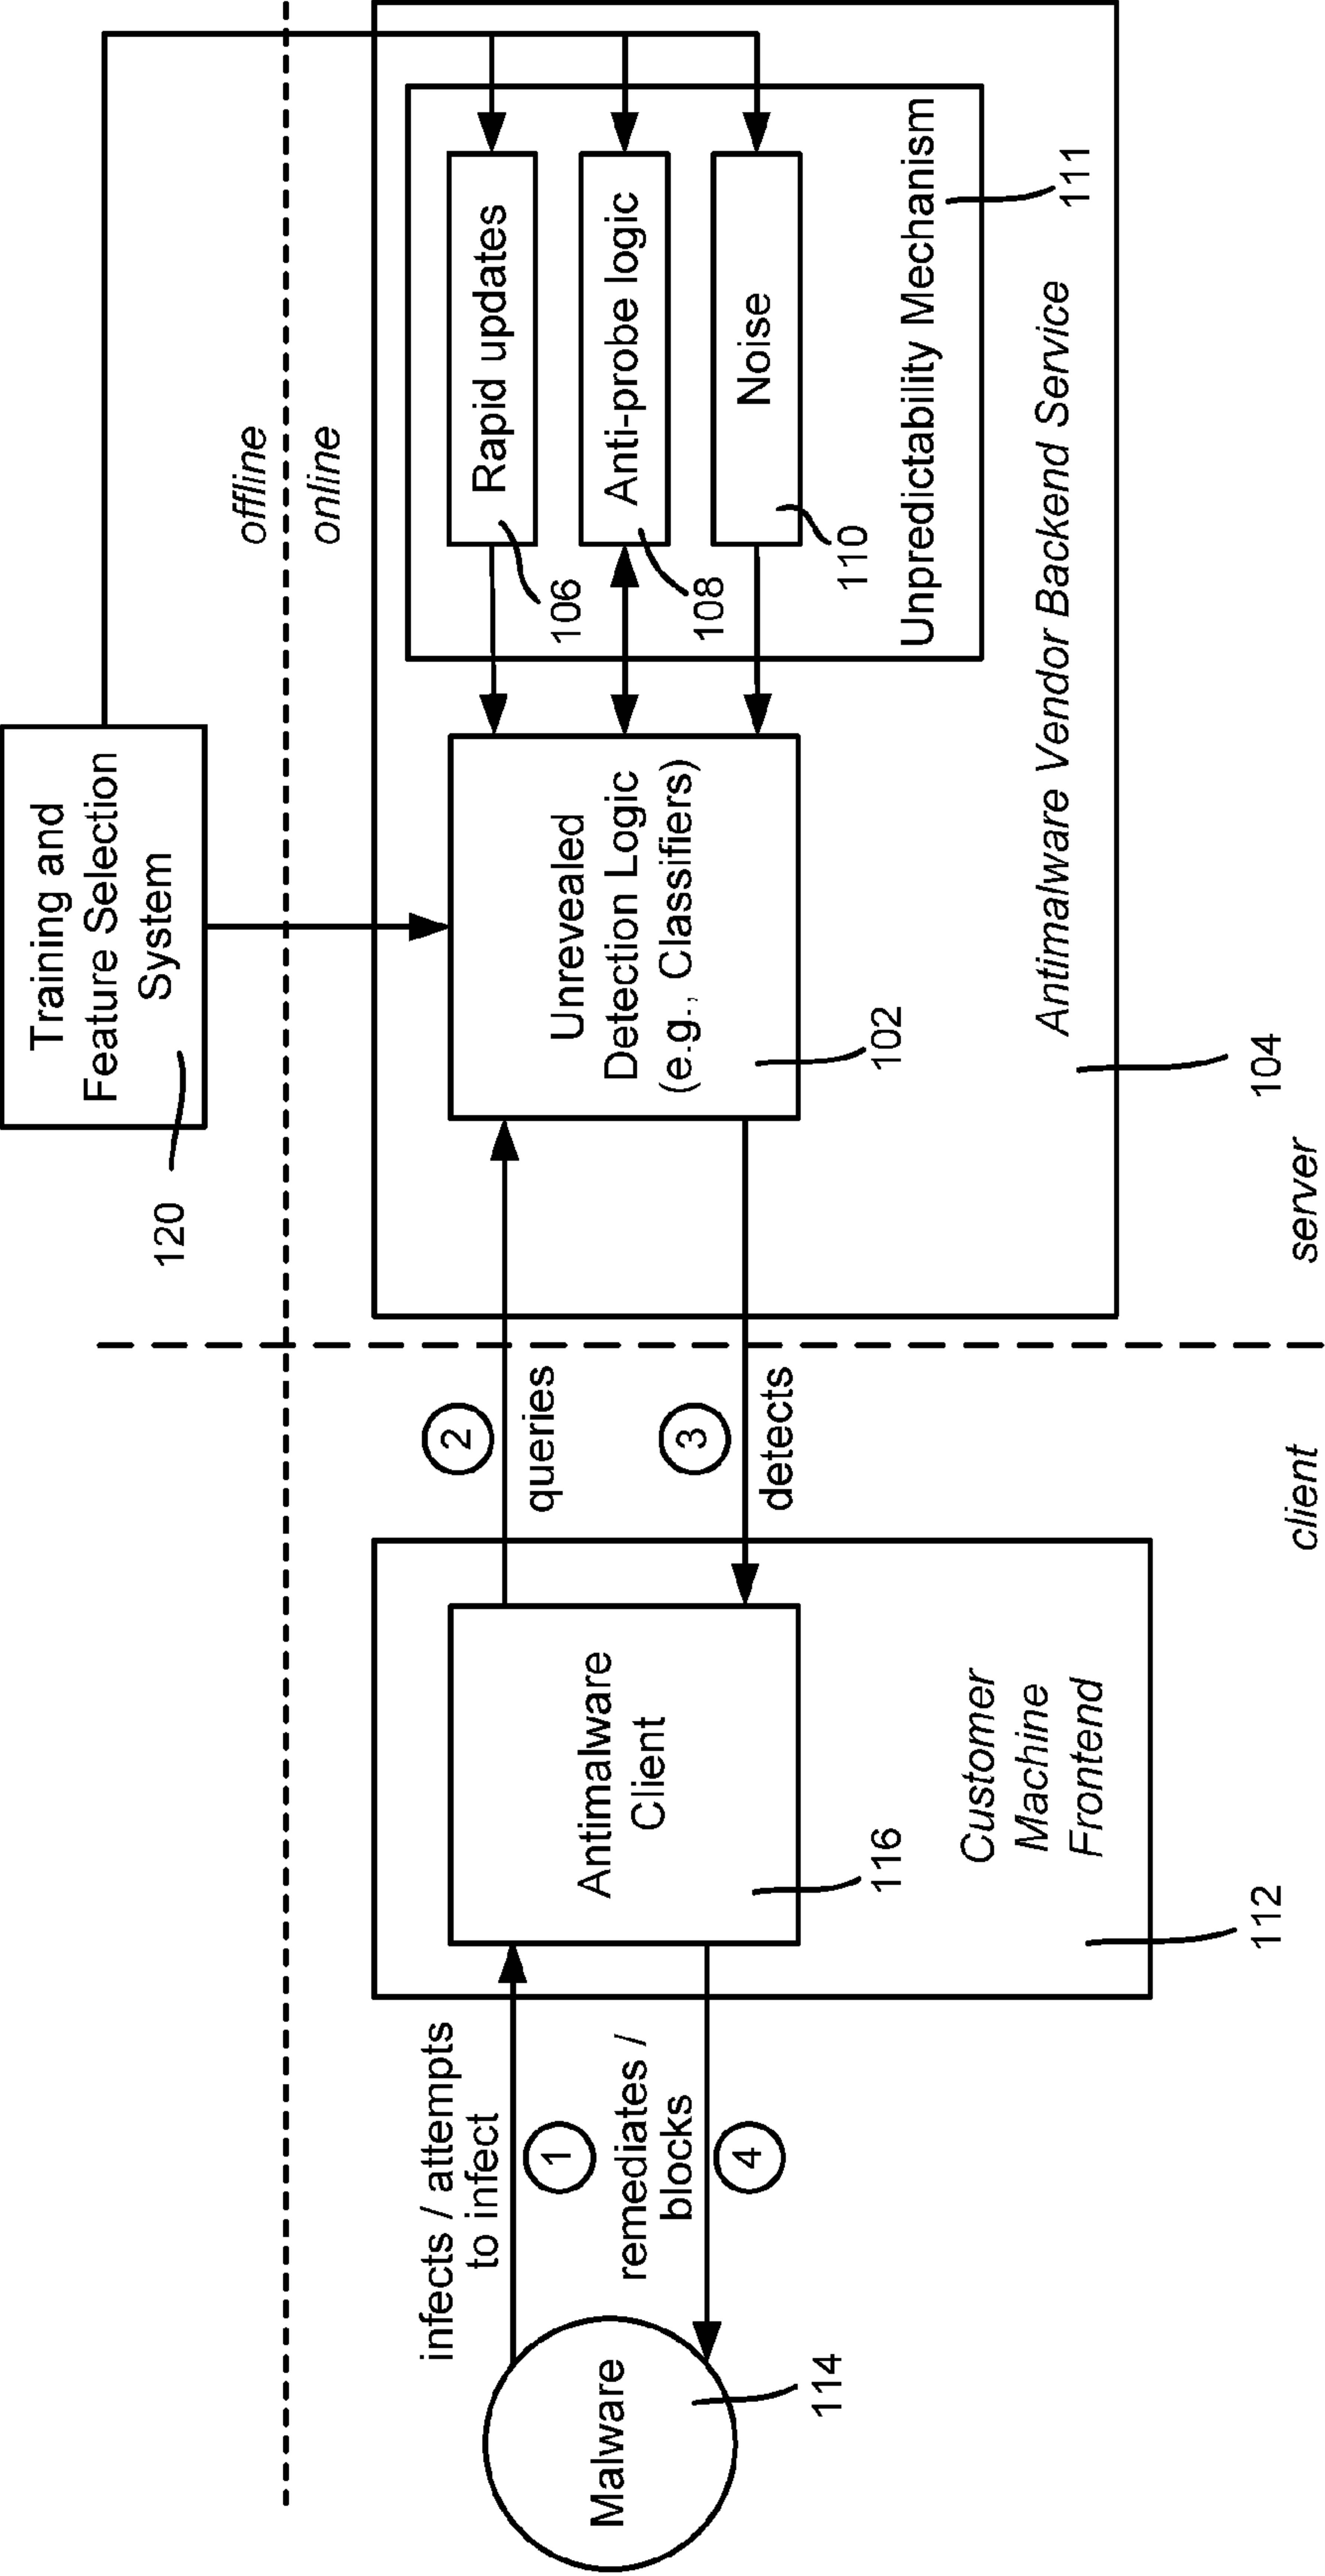 Training and
Feature Selection
System
120
offline
online
infects / attempts
to infect
1
2
queries
Rapid updates
106
Malware
114
remediates /
blocks
4
Antimalware
Client
116
3
detects
Unrevealed
Detection Logic
(e.g., Classifiers)
102
Anti-probe logic
108
Noise
110
Unpredictability Mechanism
111
Customer
Machine
Frontend
112
Antimalware Vendor Backend Service
104
client
server